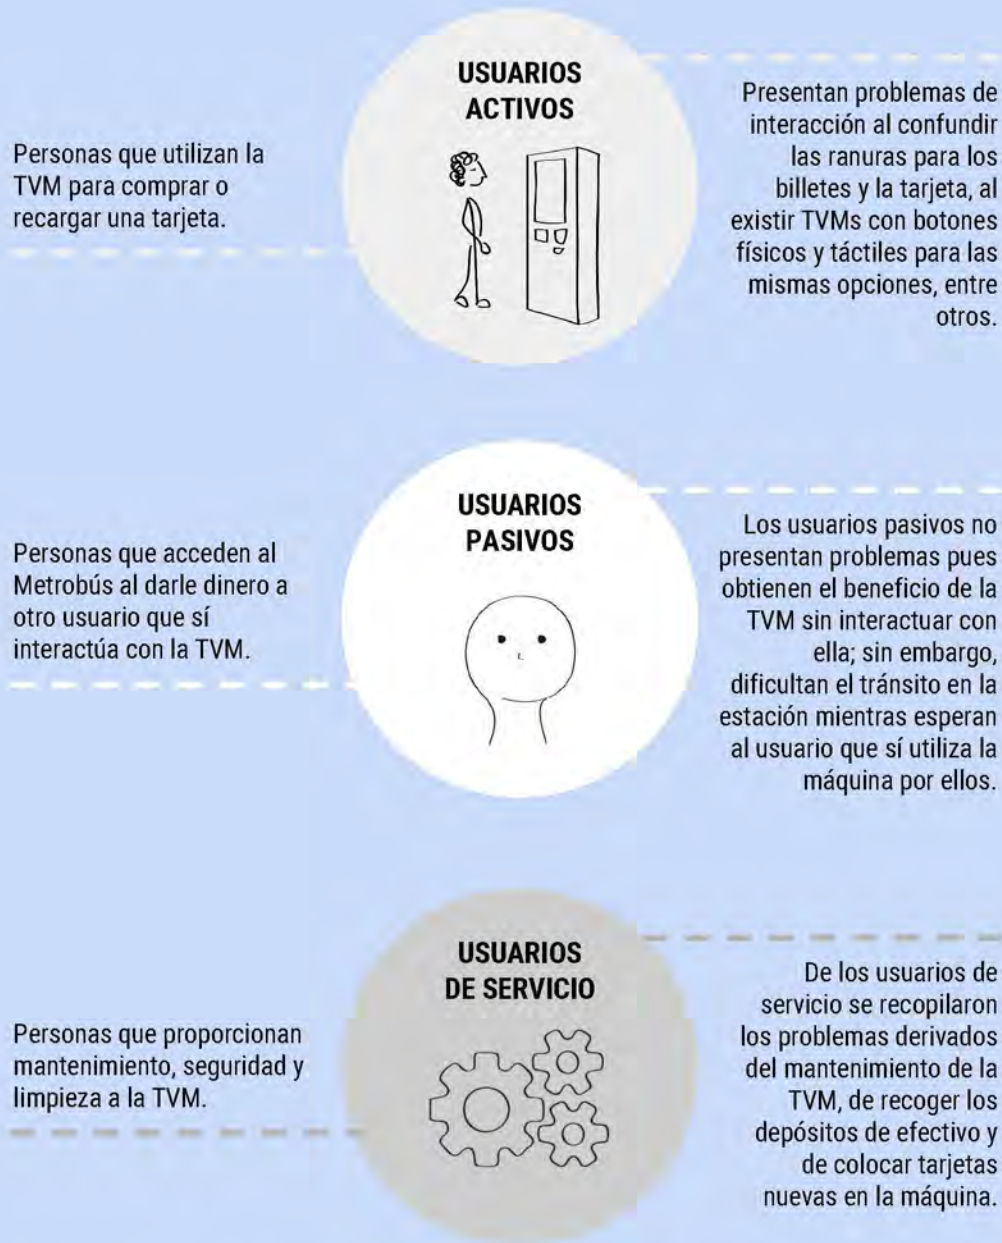 USUARIOS
ACTIVOS
Personas que utilizan la
TVM para comprar o
recargar una tarjeta.
Presentan problemas de
interacción al confundir
las ranuras para los
billetes y la tarjeta, al
existir TVMs con botones
físicos y táctiles para las
mismas opciones, entre
otros.
USUARIOS
PASIVOS
Personas que acceden al
Metrobús al darle dinero a
otro usuario que sí
interactúa con la TVM.
Los usuarios pasivos no
presentan problemas pues
obtienen el beneficio de la
TVM sin interactuar con
ella; sin embargo,
dificultan el tránsito en la
estación mientras esperan
al usuario que sí utiliza la
máquina por ellos.
USUARIOS
DE SERVICIO
Personas que proporcionan
mantenimiento, seguridad y
limpieza a la TVM.
De los usuarios de
servicio se recopilaron
los problemas derivados
del mantenimiento de la
TVM, de recoger los
depósitos de efectivo y
de colocar tarjetas
nuevas en la máquina.